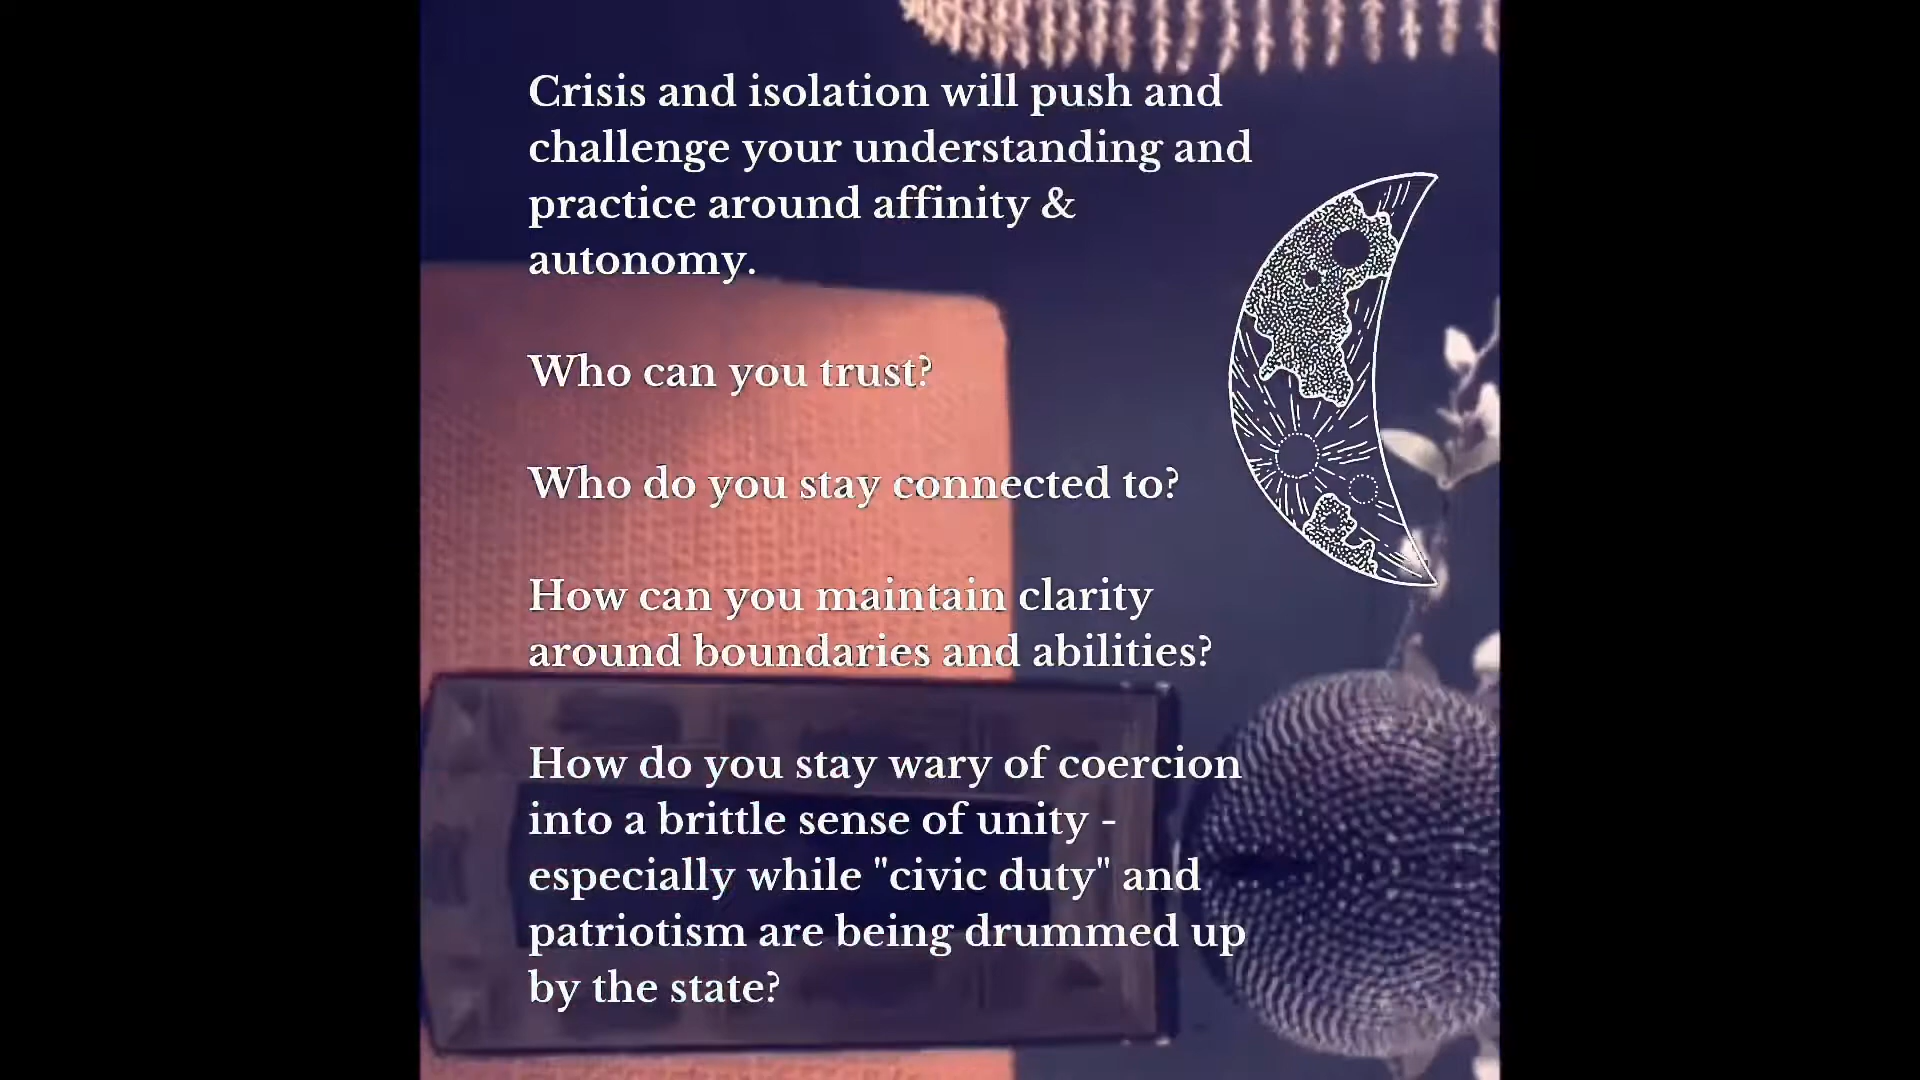 Crisis and isolation will push and
challenge your understanding and
practice around affinity &
autonomy.
Who can you trust?
Who do you stay connected to?
How can you maintain clarity
around boundaries and abilities?
How do you stay wary of coercion
into a brittle sense of unity -
especially while "civic duty" and
patriotism are being drummed up
by the state?